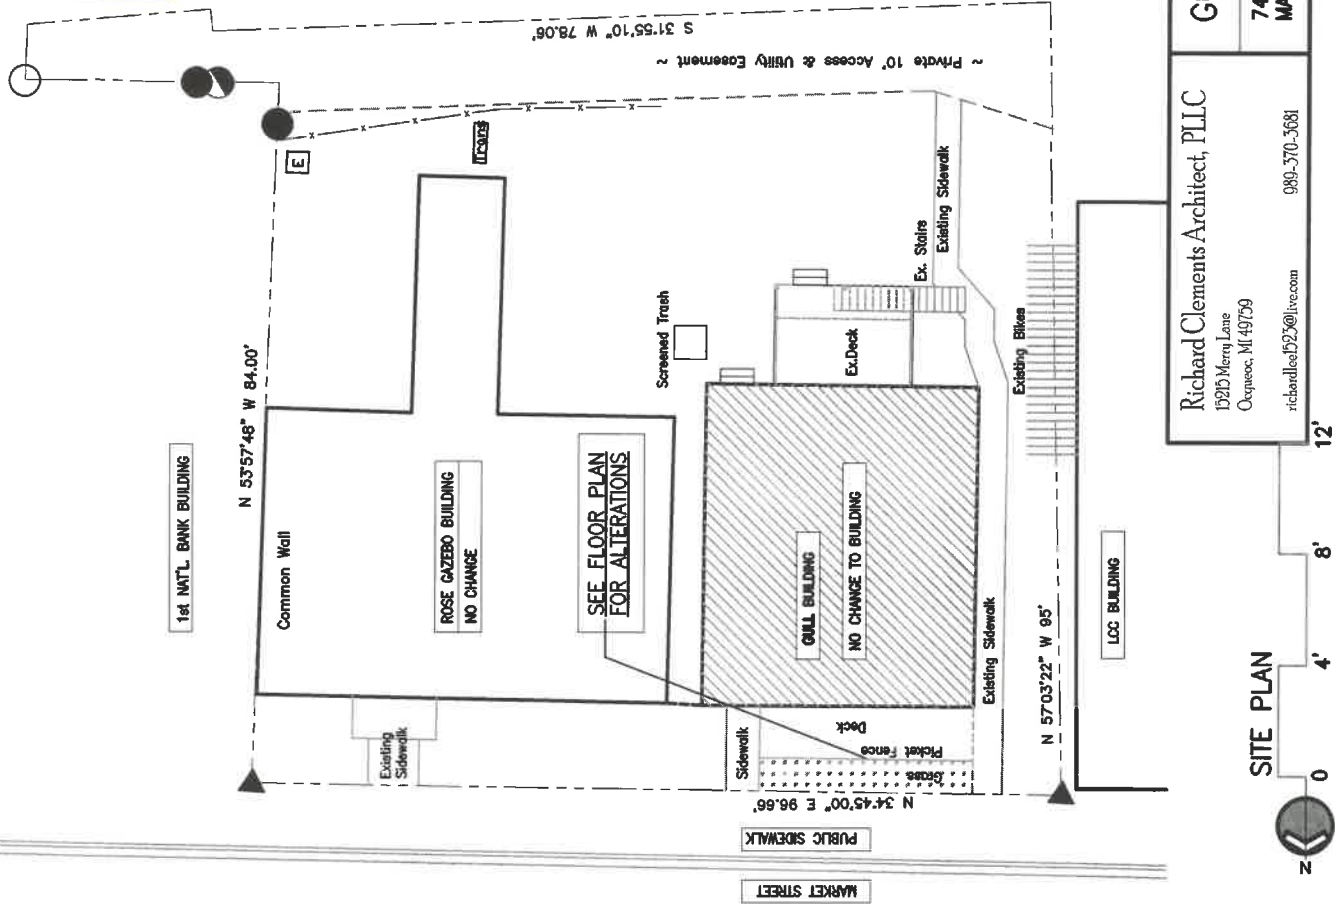 S 31°55'10" W 78.06'
~ Private 10' Access & Utility Easement ~
E
Trans
N 53°57'48" W 84.00'
1st NAT'L. BANK BUILDING
Common Wall
ROSE GAZEBO BUILDING
NO CHANGE
SEE FLOOR PLAN
FOR ALTERATIONS
Screened Trash
Existing
Sidewalk
Sidewalk
Deck
Picket Fence
Grass
GULL BUILDING
NO CHANGE TO BUILDING
Ex.Deck
Ex. Stairs
Existing Sidewalk
Existing Sidewalk
Existing Bikes
N 57°03'22" W 95'
LCC BUILDING
N 34°45'00" E 96.66'
PUBLIC SIDEWALK
MARKET STREET
SITE PLAN
0 4' 8' 12'
N
Richard Clements Architect, PLLC
15215 Merry Lane
Ocqueoc, MI 49759
richardlee1523@live.com 989-370-3681
74
MA